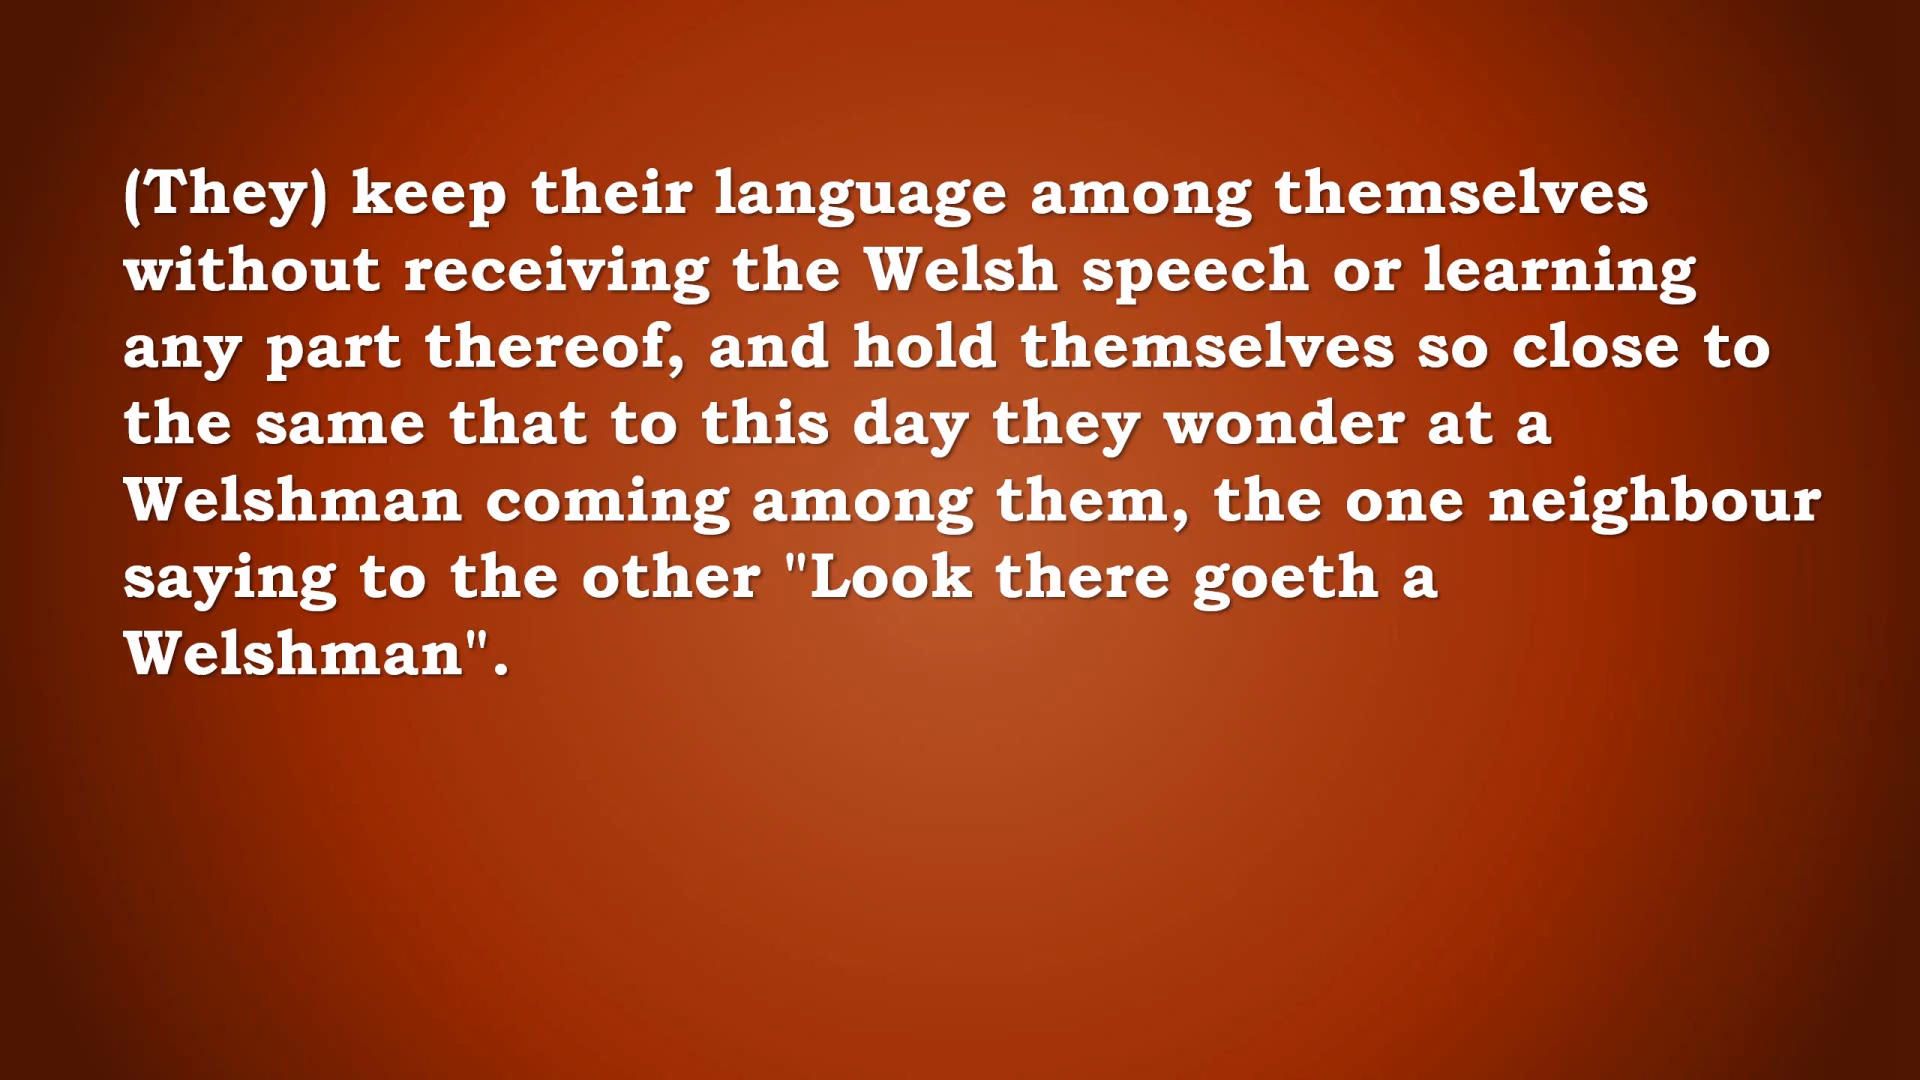 (They) keep their language among themselves
without receiving the Welsh speech or learning
any part thereof, and hold themselves so close to
the same that to this day they wonder at a
Welshman coming among them, the one neighbour
saying to the other "Look there goeth a
Welshman".